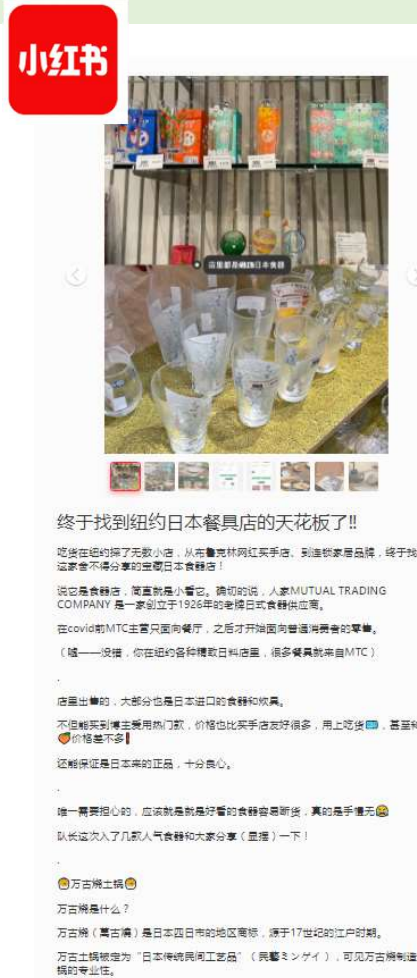 小红书
终于找到纽约日本餐具店的天花板了!!
吃货在纽约探了无数小店，从布鲁克林网红买手店、到连锁家居品牌，终于找
这家舍不得分享的宝藏日本食器店！
说它是食器店，简直就是小看它。确切的说，人家MUTUAL TRADING
COMPANY 是一家创立于1926年的老牌日式食器供应商。
在covid前MTC主营只面向餐厅，之后才开始面向普通消费者的零售。
（嘘——没错，你在纽约各种精致日料店里，很多餐具就来自MTC）
.
店里出售的，大部分也是日本进口的食器和炊具。
不但能买到博主爱用热门款，价格也比买手店友好很多，用上吃货🎫，甚至和
🍑价格差不多❗
还能保证是日本来的正品，十分良心。
.
唯一需要担心的，应该就是就是好看的食器容易断货，真的是手慢无😭
队长这次入了几款人气食器和大家分享（显摆）一下！
.
🍲万古烧土锅🍲
万古烧是什么？
万古烧（萬古燒）是日本四日市的地区商标，源于17世纪的江户时期。
万古土锅被定为“日本传统民间工艺品”（民藝ミンゲイ），可见万古烧制造
锅的专业性。